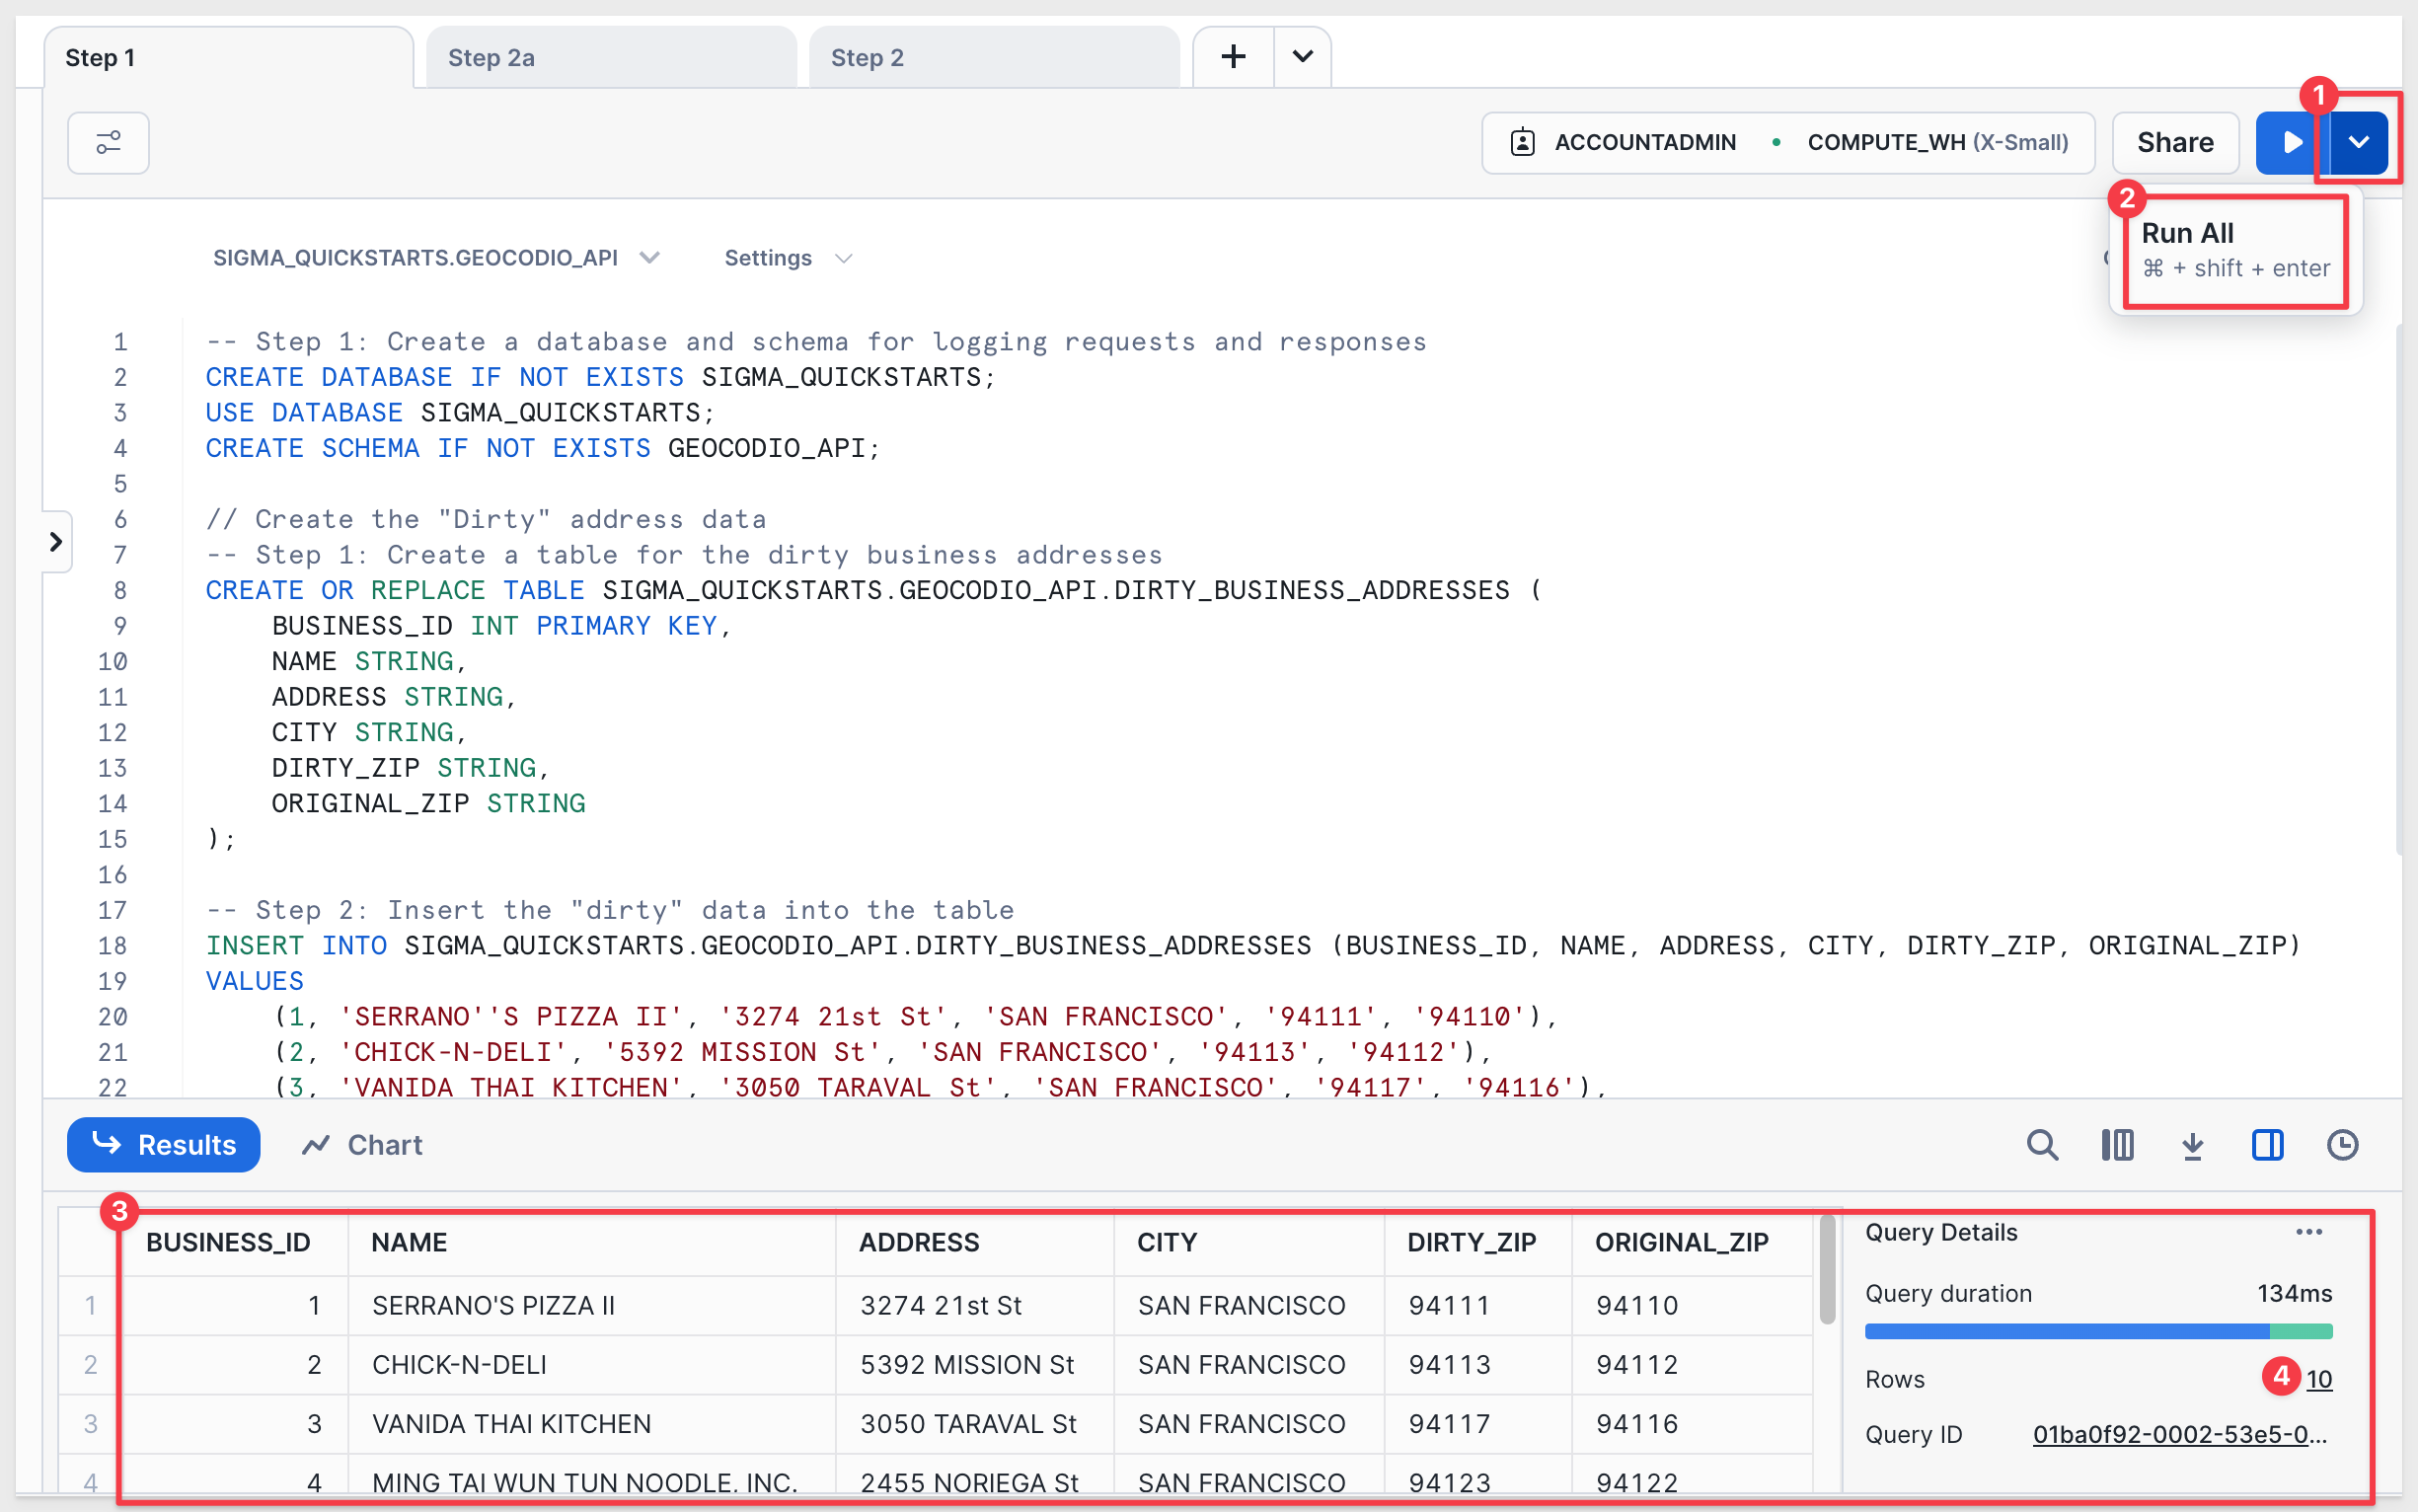 Step 1
Step 2a
Step 2
1
ACCOUNTADMIN • COMPUTE_WH (X-Small)
Share
2
Run All
⌘ + shift + enter
SIGMA_QUICKSTARTS.GEOCODIO_API
Settings
1 -- Step 1: Create a database and schema for logging requests and responses
2 CREATE DATABASE IF NOT EXISTS SIGMA_QUICKSTARTS;
3 USE DATABASE SIGMA_QUICKSTARTS;
4 CREATE SCHEMA IF NOT EXISTS GEOCODIO_API;
5
6 // Create the "Dirty" address data
7 -- Step 1: Create a table for the dirty business addresses
8 CREATE OR REPLACE TABLE SIGMA_QUICKSTARTS.GEOCODIO_API.DIRTY_BUSINESS_ADDRESSES (
9 BUSINESS_ID INT PRIMARY KEY,
10 NAME STRING,
11 ADDRESS STRING,
12 CITY STRING,
13 DIRTY_ZIP STRING,
14 ORIGINAL_ZIP STRING
15 );
16
17 -- Step 2: Insert the "dirty" data into the table
18 INSERT INTO SIGMA_QUICKSTARTS.GEOCODIO_API.DIRTY_BUSINESS_ADDRESSES (BUSINESS_ID, NAME, ADDRESS, CITY, DIRTY_ZIP, ORIGINAL_ZIP)
19 VALUES
20 (1, 'SERRANO''S PIZZA II', '3274 21st St', 'SAN FRANCISCO', '94111', '94110'),
21 (2, 'CHICK-N-DELI', '5392 MISSION St', 'SAN FRANCISCO', '94113', '94112'),
22 (3, 'VANIDA THAI KITCHEN', '3050 TARAVAL St', 'SAN FRANCISCO', '94117', '94116'),
Results
Chart
3
BUSINESS_ID NAME ADDRESS CITY DIRTY_ZIP ORIGINAL_ZIP
1 1 SERRANO'S PIZZA II 3274 21st St SAN FRANCISCO 94111 94110
2 2 CHICK-N-DELI 5392 MISSION St SAN FRANCISCO 94113 94112
3 3 VANIDA THAI KITCHEN 3050 TARAVAL St SAN FRANCISCO 94117 94116
4 4 MING TAI WUN TUN NOODLE, INC. 2455 NORIEGA St SAN FRANCISCO 94123 94122
Query Details
...
Query duration 134ms
Rows 4 10
Query ID 01ba0f92-0002-53e5-0...